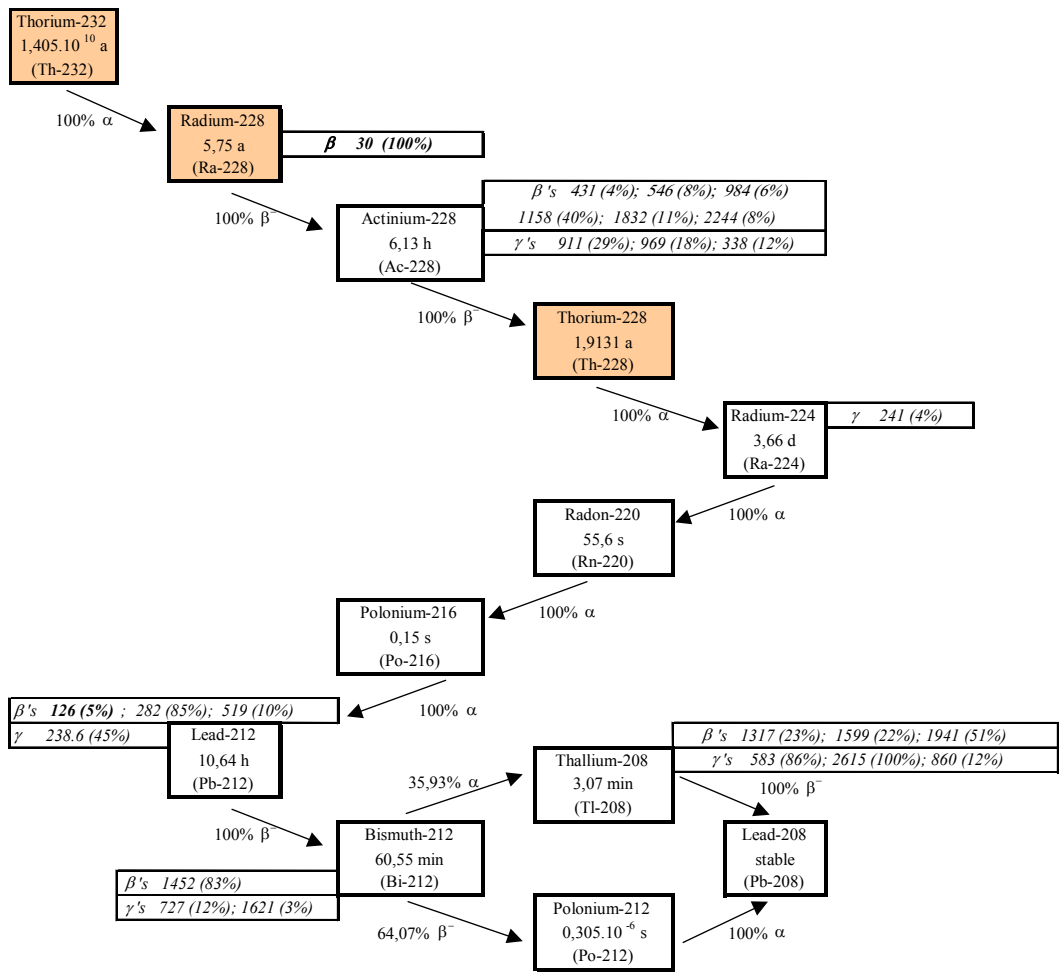 Thorium-232
1,405.10 ¹⁰ a
(Th-232)
100% α
Radium-228
5,75 a
(Ra-228)
β 30 (100%)
100% β⁻
Actinium-228
6,13 h
(Ac-228)
β 's 431 (4%); 546 (8%); 984 (6%)
1158 (40%); 1832 (11%); 2244 (8%)
γ 's 911 (29%); 969 (18%); 338 (12%)
100% β⁻
Thorium-228
1,9131 a
(Th-228)
100% α
Radium-224
3,66 d
(Ra-224)
γ 241 (4%)
100% α
Radon-220
55,6 s
(Rn-220)
100% α
Polonium-216
0,15 s
(Po-216)
100% α
β's 126 (5%) ; 282 (85%); 519 (10%)
γ 238.6 (45%)
Lead-212
10,64 h
(Pb-212)
100% β⁻
Bismuth-212
60,55 min
(Bi-212)
β's 1452 (83%)
γ's 727 (12%); 1621 (3%)
35,93% α
Thallium-208
3,07 min
(Tl-208)
β's 1317 (23%); 1599 (22%); 1941 (51%)
γ's 583 (86%); 2615 (100%); 860 (12%)
100% β⁻
64,07% β⁻
Polonium-212
0,305.10 ⁻⁶ s
(Po-212)
100% α
Lead-208
stable
(Pb-208)